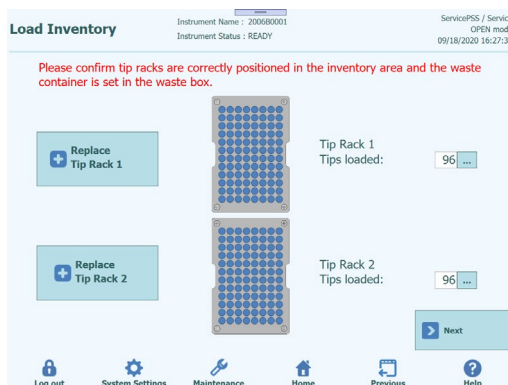 Load Inventory
Instrument Name : 2006B0001
Instrument Status : READY
ServicePSS / Servic
OPEN mod
09/18/2020 16:27:3
Please confirm tip racks are correctly positioned in the inventory area and the waste
container is set in the waste box.
Replace
Tip Rack 1
Tip Rack 1
Tips loaded:
96 ...
Replace
Tip Rack 2
Tip Rack 2
Tips loaded:
96 ...
Next
Log out
System Settings
Maintenance
Home
Previous
Help